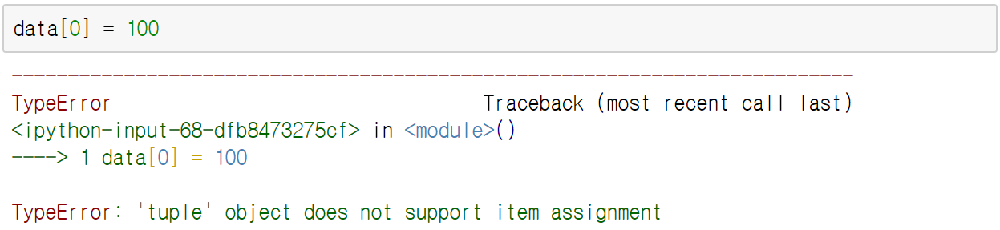 data[0] = 100
---------------------------------------------------------------------------
TypeError                                 Traceback (most recent call last)
<ipython-input-68-dfb8473275cf> in <module>()
----> 1 data[0] = 100
TypeError: 'tuple' object does not support item assignment